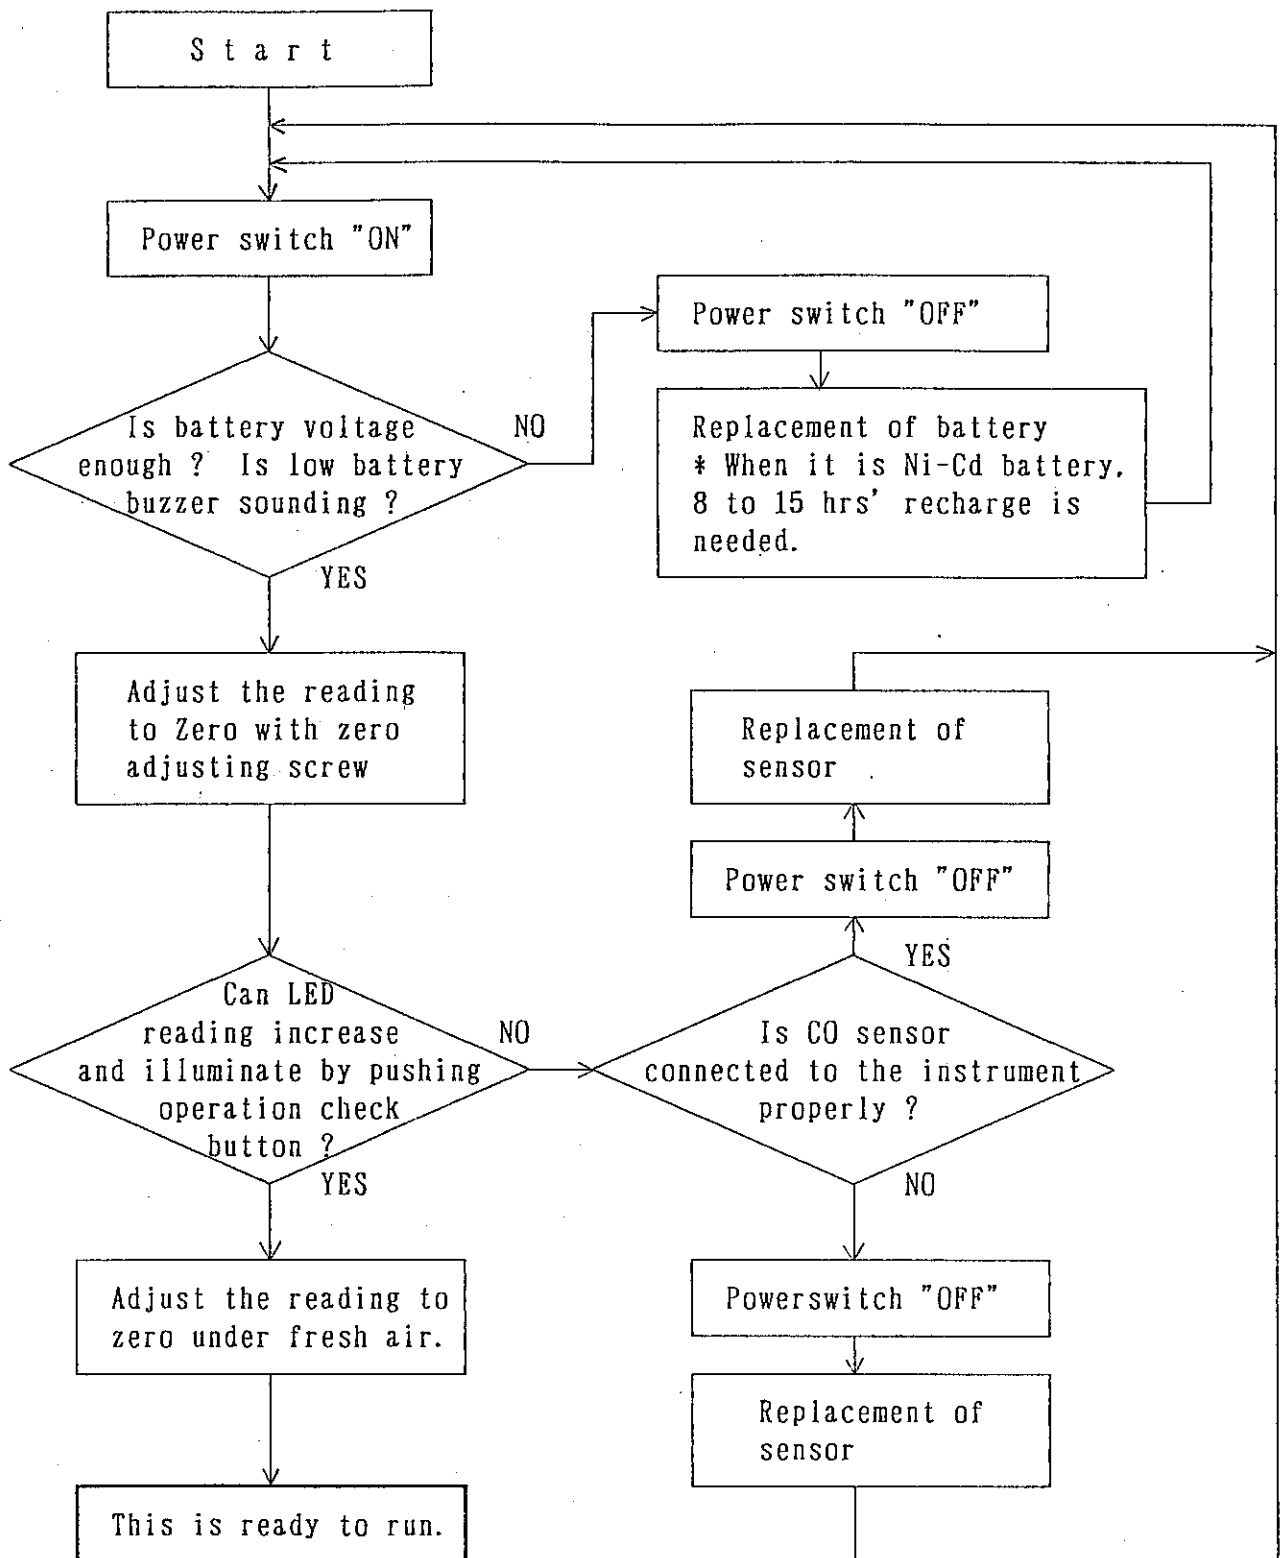 Start
Power switch "ON"
Power switch "OFF"
Is battery voltage
enough ? Is low battery
buzzer sounding ?
NO
Replacement of battery
* When it is Ni-Cd battery.
8 to 15 hrs' recharge is
needed.
YES
Adjust the reading
to Zero with zero
adjusting screw
Replacement of
sensor
Power switch "OFF"
Can LED
reading increase
and illuminate by pushing
operation check
button ?
NO
YES
Is CO sensor
connected to the instrument
properly ?
YES
NO
Adjust the reading to
zero under fresh air.
Powerswitch "OFF"
Replacement of
sensor
This is ready to run.